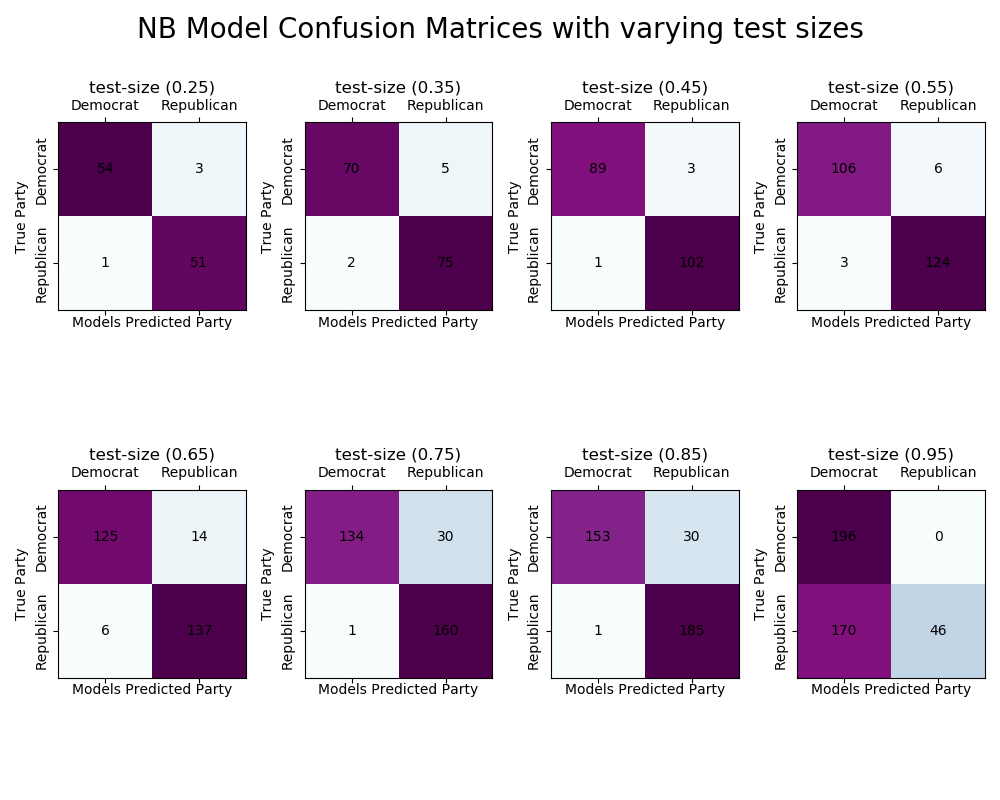 NB Model Confusion Matrices with varying test sizes
test-size (0.25)
Democrat Republican
True Party
Democrat
Republican
54 3
1 51
Models Predicted Party
test-size (0.35)
Democrat Republican
True Party
Democrat
Republican
70 5
2 75
Models Predicted Party
test-size (0.45)
Democrat Republican
True Party
Democrat
Republican
89 3
1 102
Models Predicted Party
test-size (0.55)
Democrat Republican
True Party
Democrat
Republican
106 6
3 124
Models Predicted Party
test-size (0.65)
Democrat Republican
True Party
Democrat
Republican
125 14
6 137
Models Predicted Party
test-size (0.75)
Democrat Republican
True Party
Democrat
Republican
134 30
1 160
Models Predicted Party
test-size (0.85)
Democrat Republican
True Party
Democrat
Republican
153 30
1 185
Models Predicted Party
test-size (0.95)
Democrat Republican
True Party
Democrat
Republican
196 0
170 46
Models Predicted Party